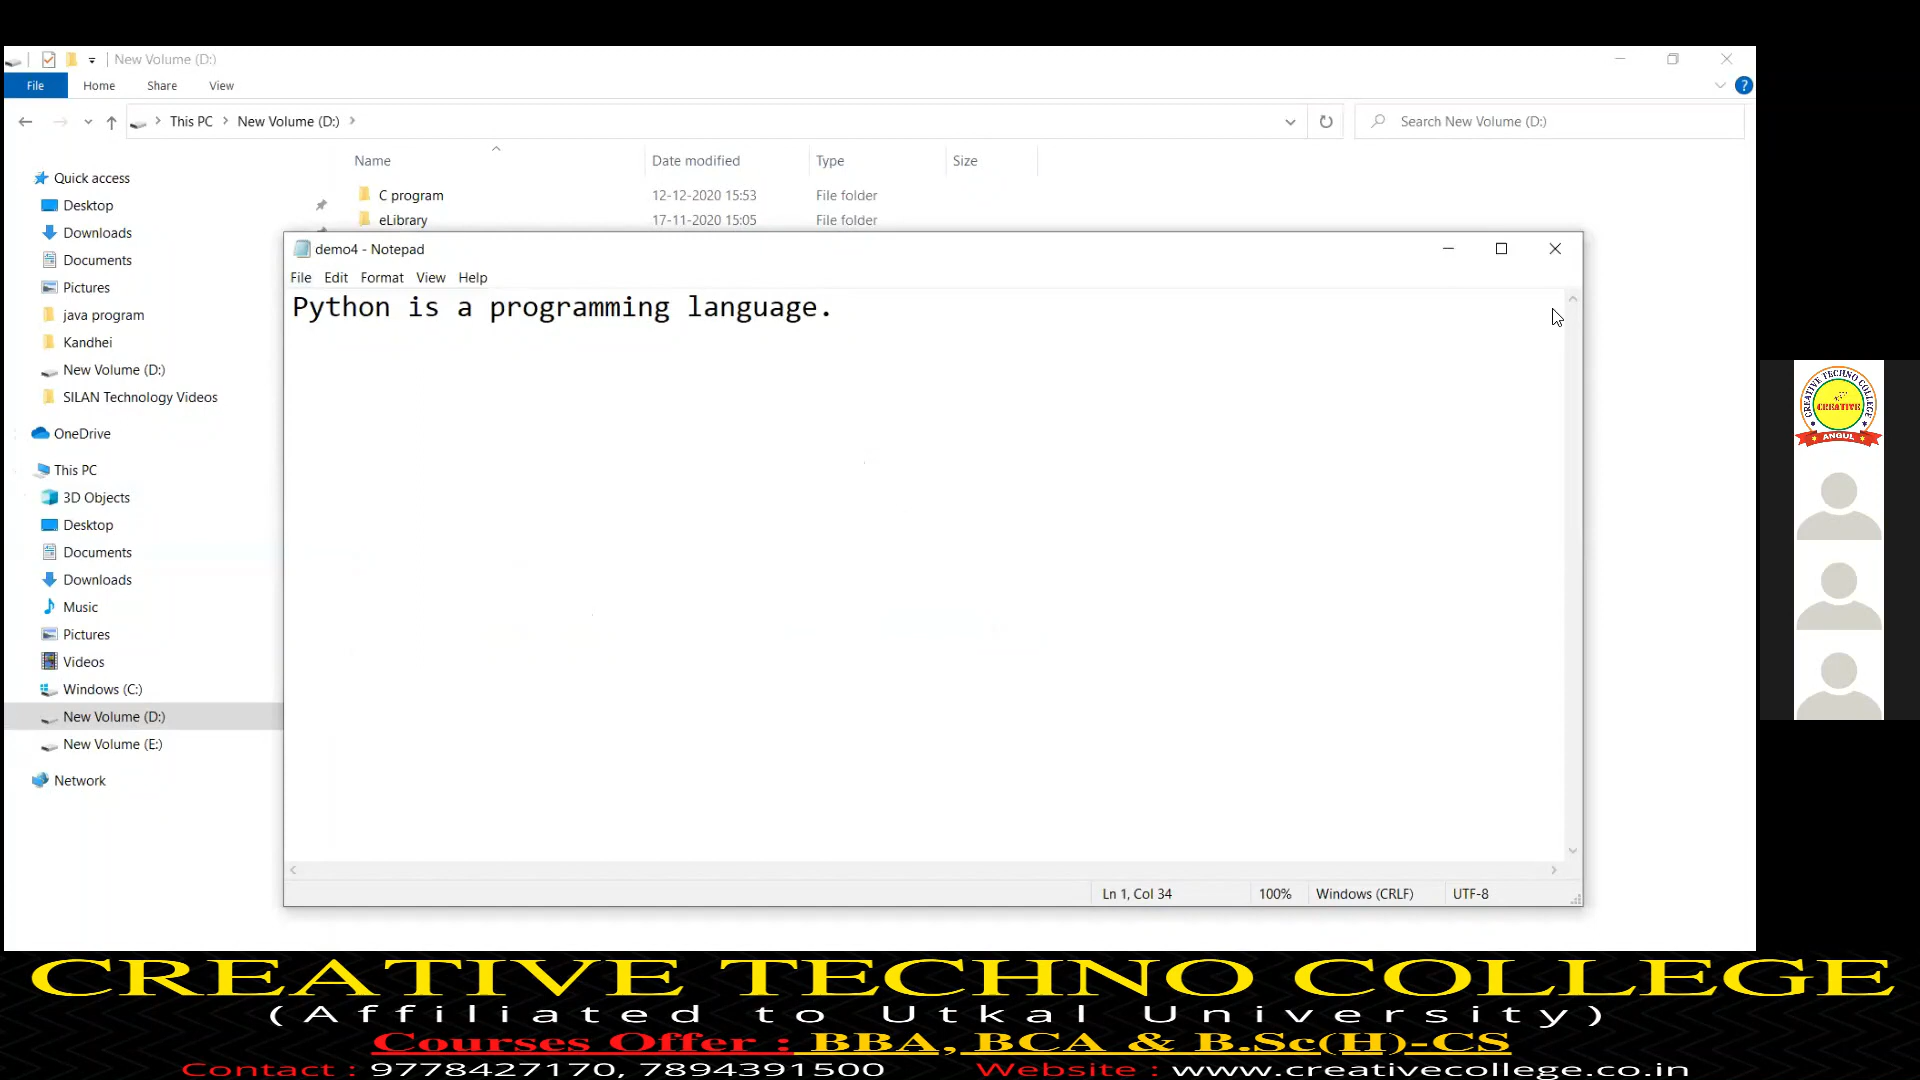 New Volume (D:)
File Home Share View
This PC New Volume (D:) Search New Volume (D:)
Name Date modified Type Size
C program 12-12-2020 15:53 File folder
eLibrary 17-11-2020 15:05 File folder
Quick access
Desktop
Downloads
Documents
Pictures
java program
Kandhei
New Volume (D:)
SILAN Technology Videos
OneDrive
This PC
3D Objects
Desktop
Documents
Downloads
Music
Pictures
Videos
Windows (C:)
New Volume (D:)
New Volume (E:)
Network
demo4 - Notepad
File Edit Format View Help
Python is a programming language.
Ln 1, Col 34 100% Windows (CRLF) UTF-8
CREATIVE TECHNO COLLEGE
CREATIVE
ANGUL
CREATIVE TECHNO COLLEGE
(Affiliated to Utkal University)
Courses Offer : BBA, BCA & B.Sc(H)-CS
Contact : 9778427170, 7894391500 Website : www.creativecollege.co.in